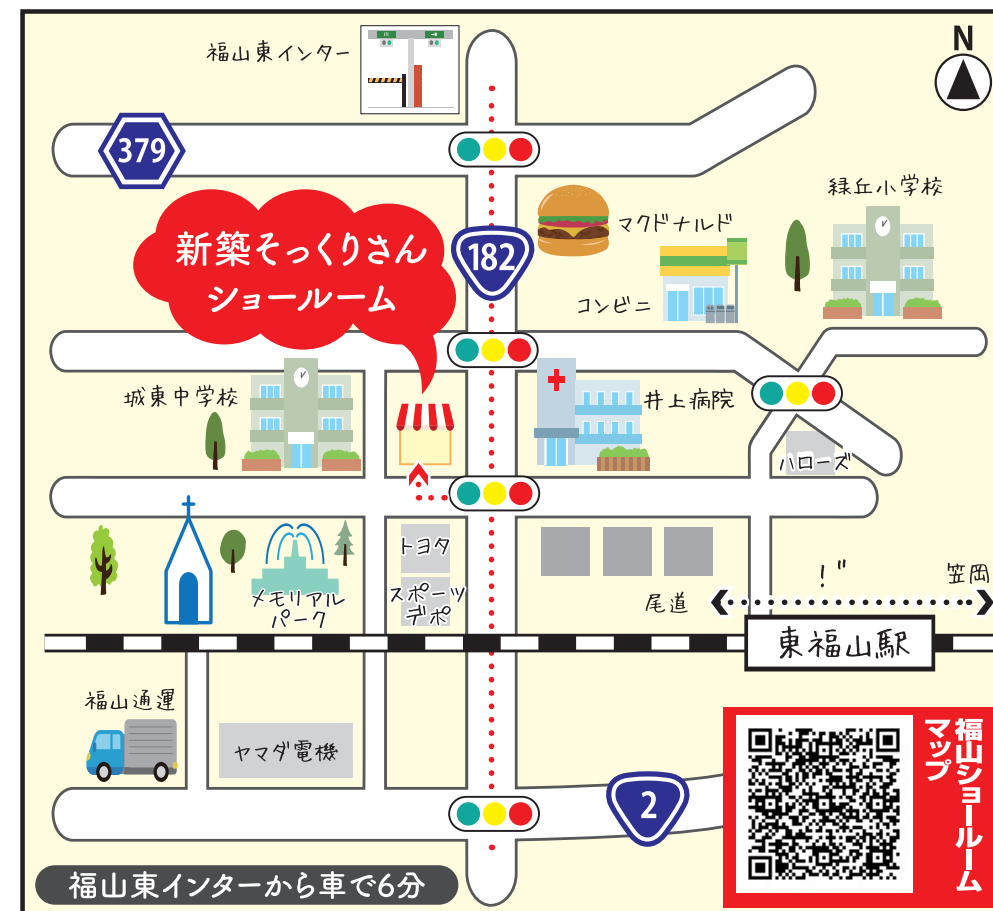 福山東インター
N
379
新築そっくりさん
ショールーム
182
マクドナルド
緑丘小学校
コンビニ
城東中学校
井上病院
ハローズ
トヨタ
メモリアル
パーク
スポーツ
デポ
尾道
笠岡
東福山駅
福山通運
ヤマダ電機
2
福山ショールーム
マップ
福山東インターから車で6分